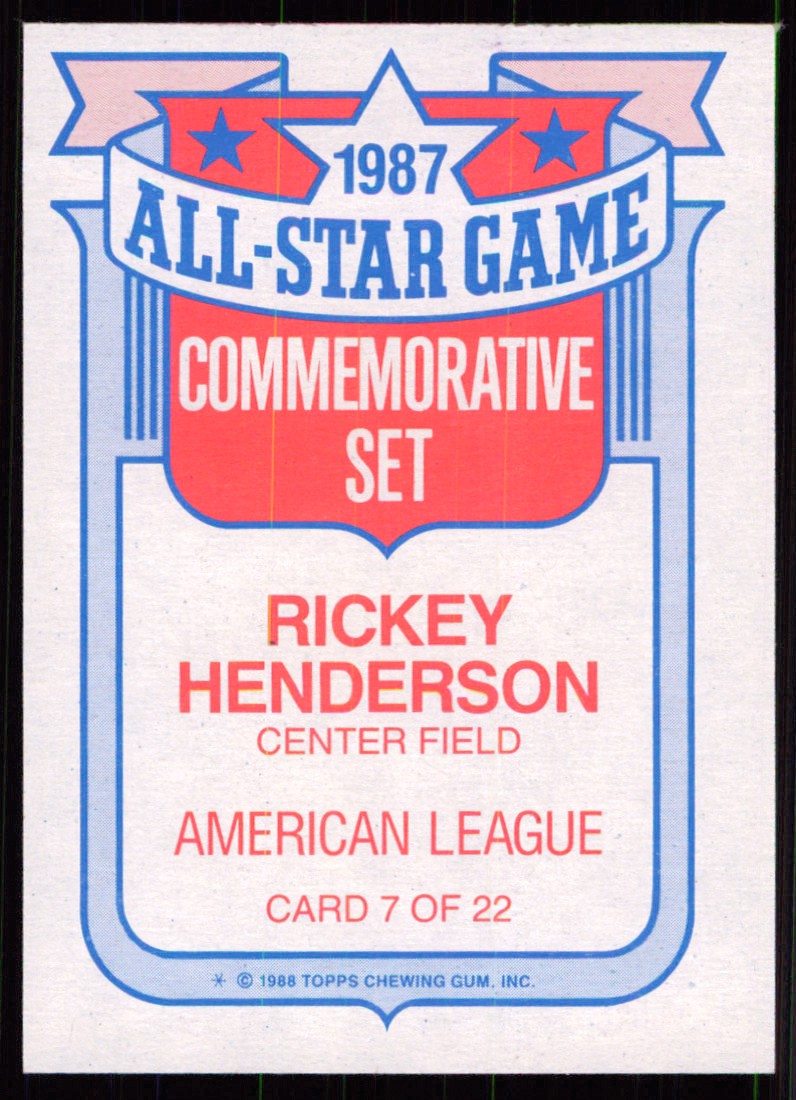 1987
ALL-STAR GAME
COMMEMORATIVE
SET
RICKEY
HENDERSON
CENTER FIELD
AMERICAN LEAGUE
CARD 7 OF 22
* © 1988 TOPPS CHEWING GUM, INC.